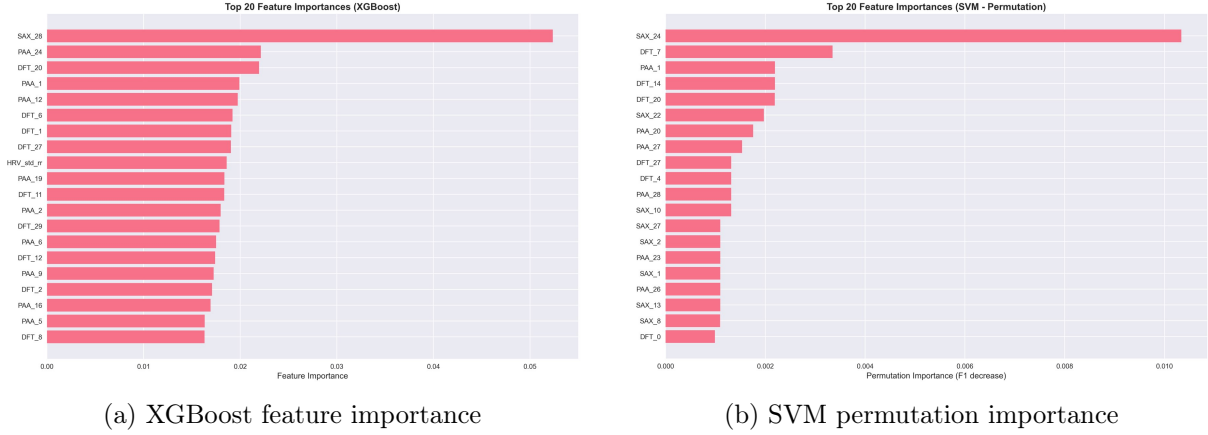 Top 20 Feature Importances (XGBoost)
SAX_28
PAA_24
DFT_20
PAA_1
PAA_12
DFT_6
DFT_1
DFT_27
HRV_std_rr
PAA_19
DFT_11
PAA_2
DFT_29
PAA_6
DFT_12
PAA_9
DFT_2
PAA_16
PAA_5
DFT_8
0.00 0.01 0.02 0.03 0.04 0.05
Feature Importance
(a) XGBoost feature importance
Top 20 Feature Importances (SVM - Permutation)
SAX_24
DFT_7
PAA_1
DFT_14
DFT_20
SAX_22
PAA_20
PAA_27
DFT_27
DFT_4
PAA_28
SAX_10
SAX_27
SAX_2
PAA_23
SAX_1
PAA_26
SAX_13
SAX_8
DFT_0
0.000 0.002 0.004 0.006 0.008 0.010
Permutation Importance (F1 decrease)
(b) SVM permutation importance